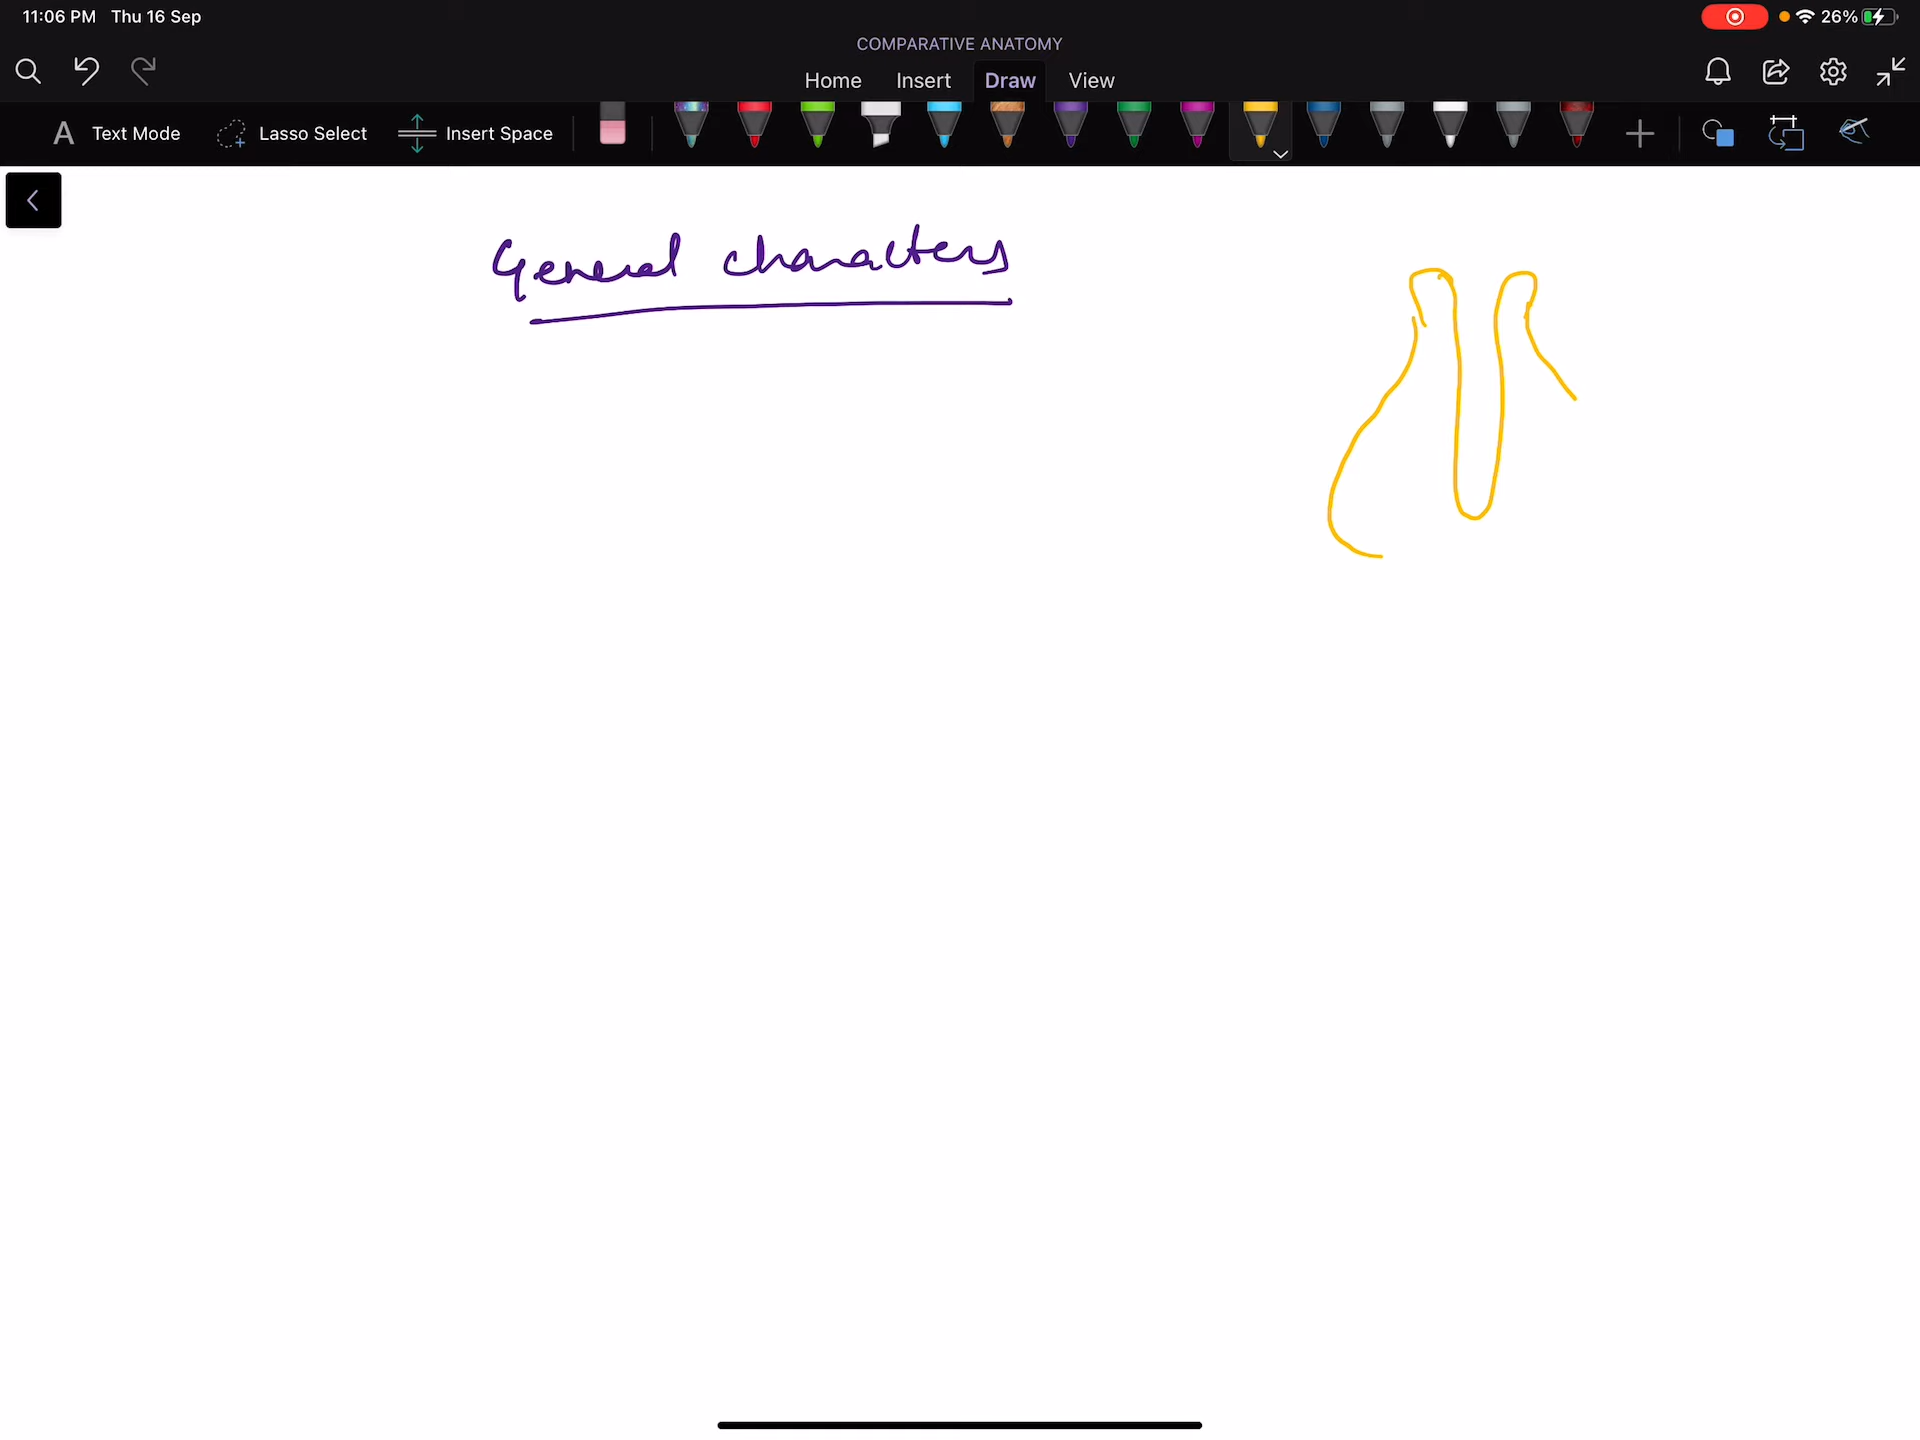 11:06 PM Thu 16 Sep
26%
COMPARATIVE ANATOMY
Home Insert Draw View
A Text Mode Lasso Select Insert Space
General characters